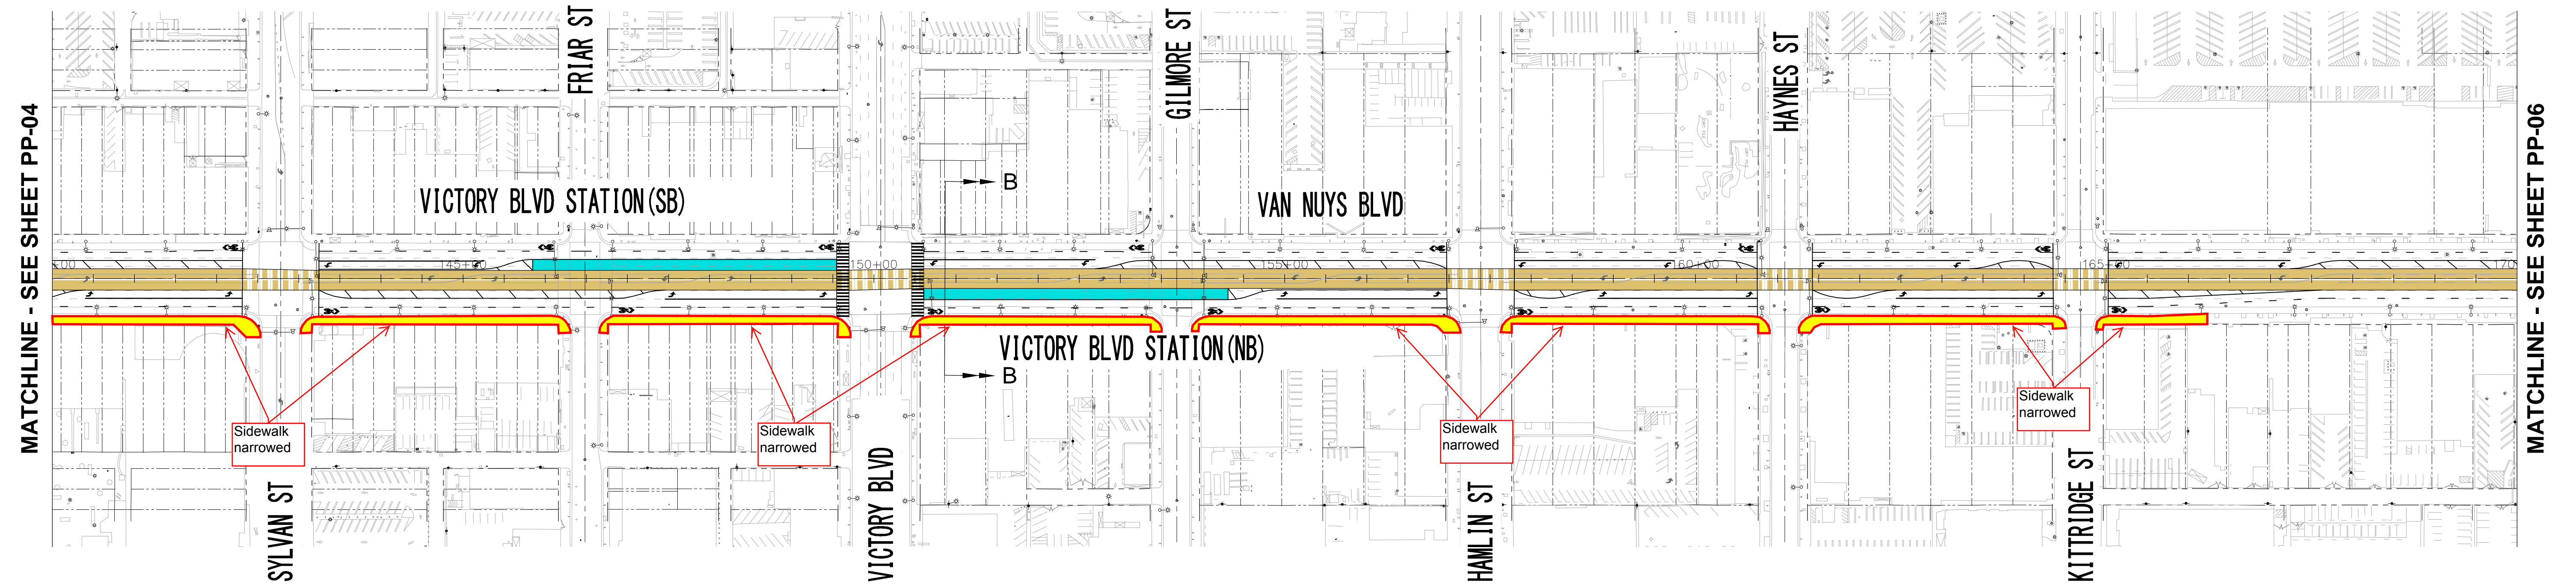 MATCHLINE - SEE SHEET PP-04
FRIAR ST
GILMORE ST
HAYNES ST
MATCHLINE - SEE SHEET PP-06
VICTORY BLVD STATION(SB)
B
VAN NUYS BLVD
+00
145+00
150+00
155+00
160+00
165+00
170
VICTORY BLVD STATION(NB)
B
Sidewalk
narrowed
Sidewalk
narrowed
Sidewalk
narrowed
Sidewalk
narrowed
SYLVAN ST
VICTORY BLVD
HAMLIN ST
KITTRIDGE ST